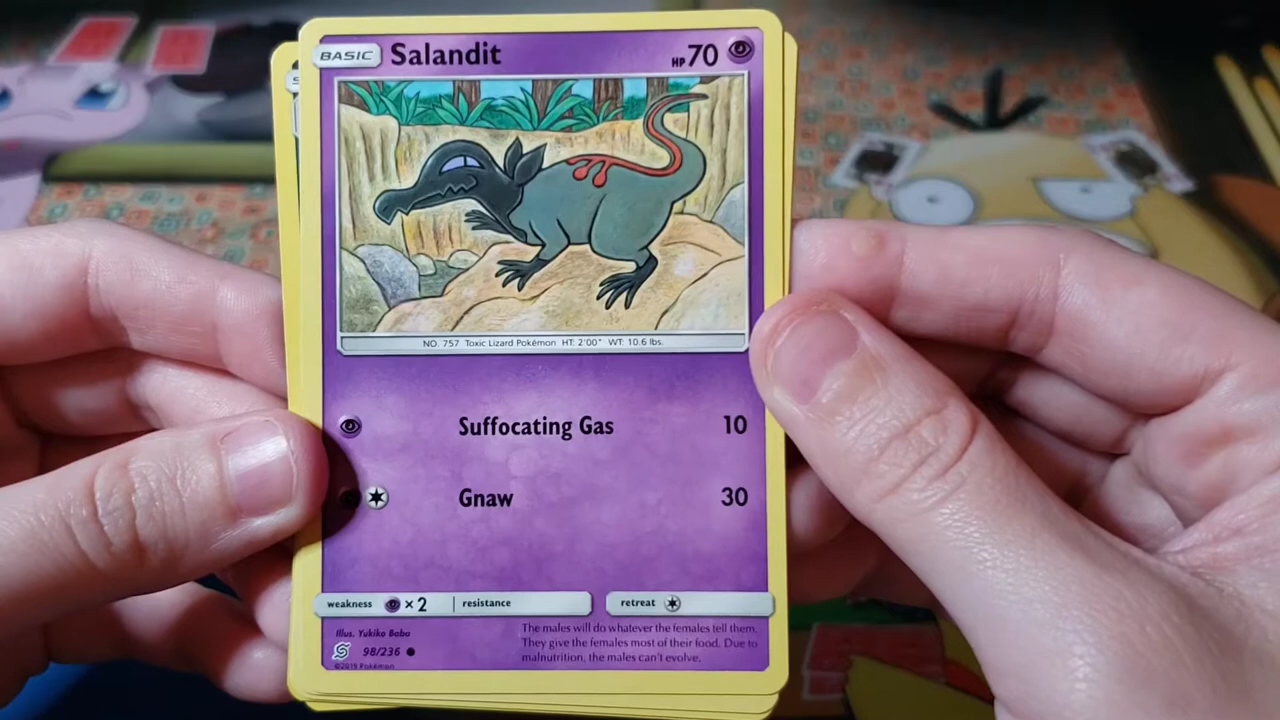 BASIC Salandit HP 70
NO. 757 Toxic Lizard Pokémon HT: 2'00" WT: 10.6 lbs.
Suffocating Gas 10
Gnaw 30
weakness ×2 resistance retreat
Illus. Yukiko Baba
98/236
©2019 Pokémon
The males will do whatever the females tell them.
They give the females most of their food. Due to
malnutrition, the males can't evolve.